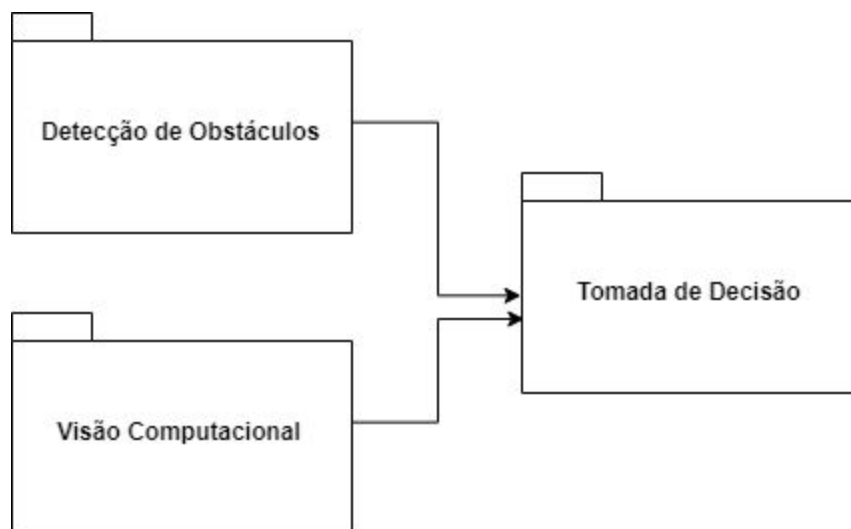 Detecção de Obstáculos
Tomada de Decisão
Visão Computacional